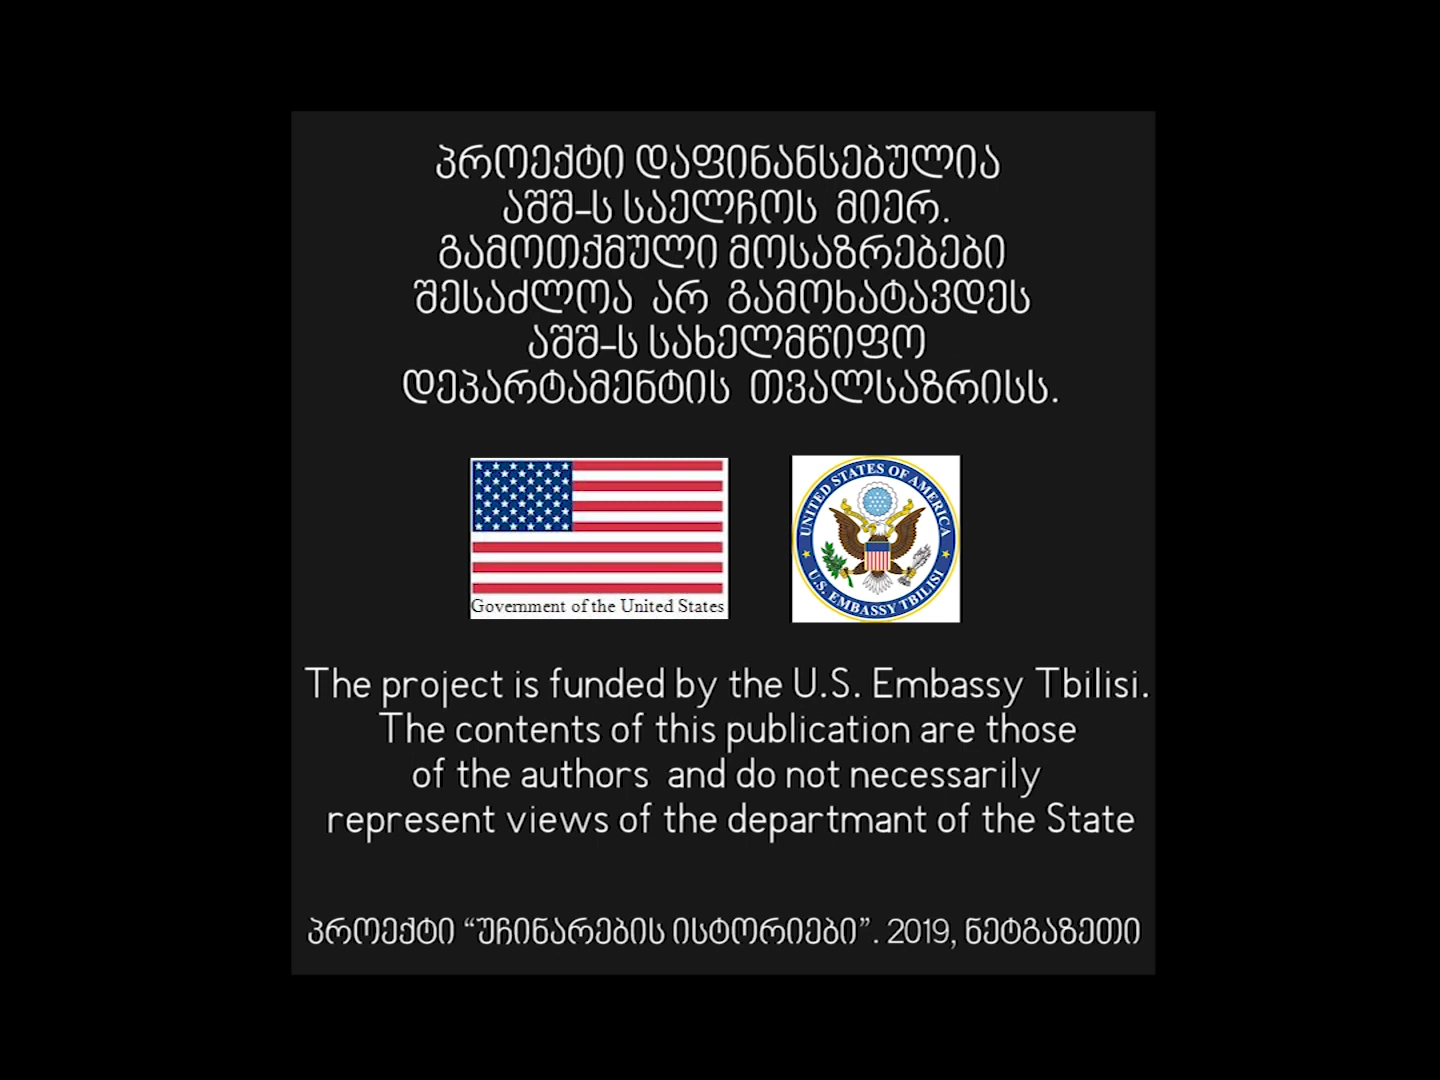 პროექტი დაფინანსებულია
აშშ-ს საელჩოს მიერ.
გამოთქმული მოსაზრებები
შესაძლოა არ გამოხატავდეს
აშშ-ს სახელმწიფო
დეპარტამენტის თვალსაზრისს.
Government of the United States
UNITED STATES OF AMERICA
U.S. EMBASSY TBILISI
The project is funded by the U.S. Embassy Tbilisi.
The contents of this publication are those
of the authors and do not necessarily
represent views of the departmant of the State
პროექტი “უჩინარების ისტორიები”. 2019, ნეტგაზეთი